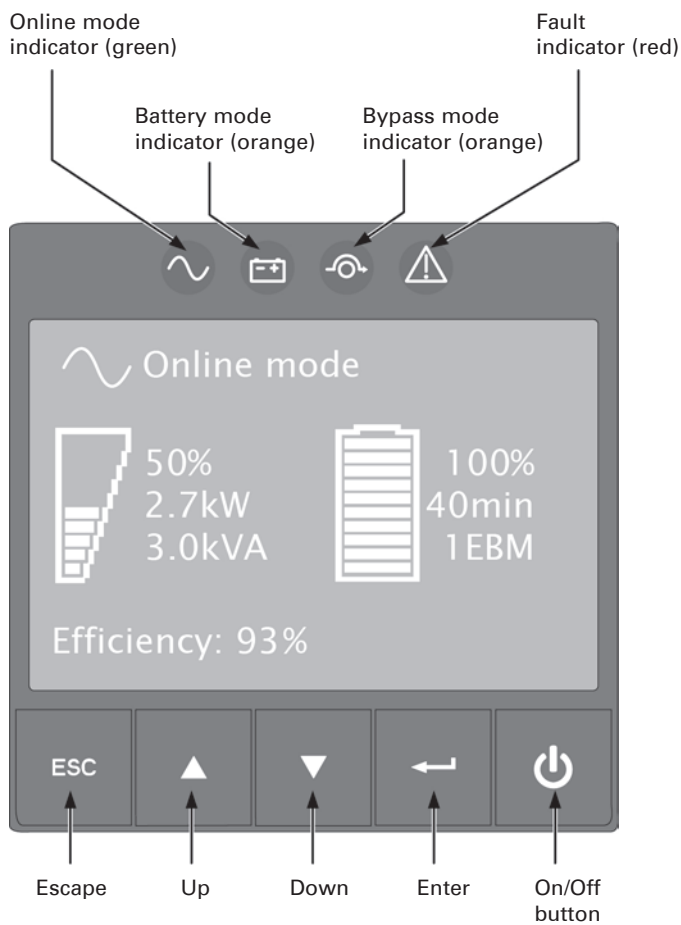 Online mode
indicator (green)
Fault
indicator (red)
Battery mode
indicator (orange)
Bypass mode
indicator (orange)
Online mode
50%
2.7kW
3.0kVA
100%
40min
1EBM
Efficiency: 93%
ESC
Escape
Up
Down
Enter
On/Off
button